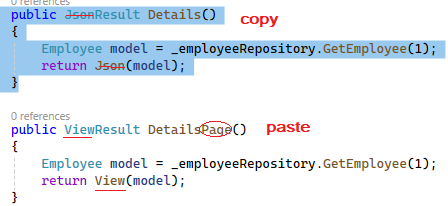 0 references
public JsonResult Details()
copy
{
Employee model = _employeeRepository.GetEmployee(1);
return Json(model);
}
0 references
public ViewResult DetailsPage()
paste
{
Employee model = _employeeRepository.GetEmployee(1);
return View(model);
}